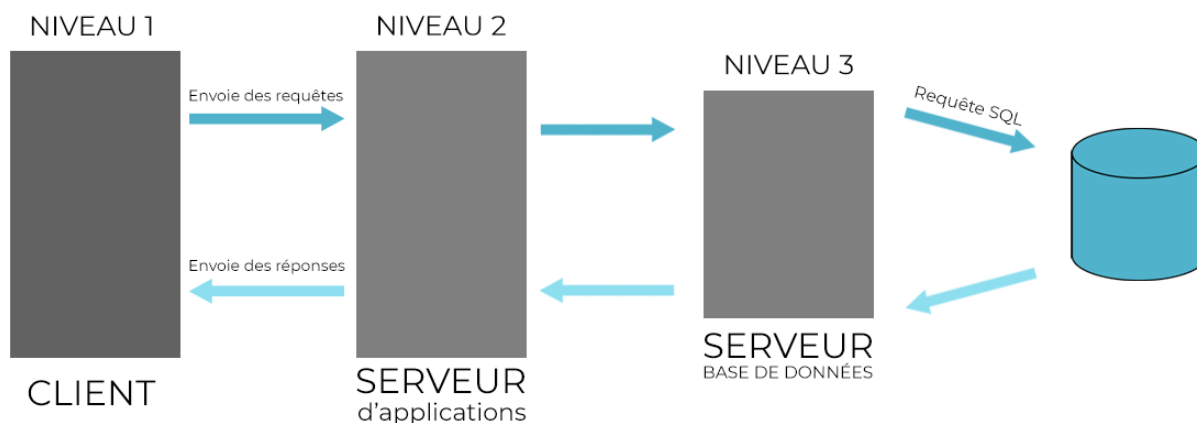 NIVEAU 1
NIVEAU 2
NIVEAU 3
Envoie des requêtes
Requête SQL
Envoie des réponses
CLIENT
SERVEUR
d'applications
SERVEUR
BASE DE DONNÉES